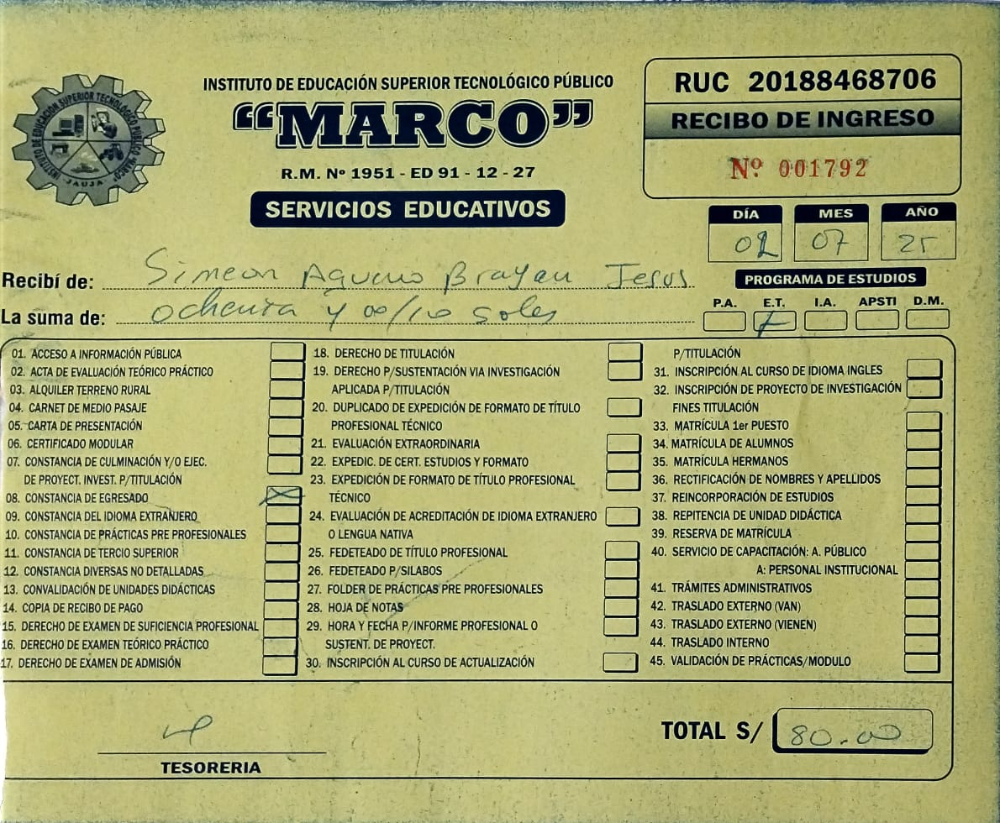 INSTITUTO DE EDUCACIÓN SUPERIOR TECNOLÓGICO PÚBLICO
“MARCO”
R.M. Nº 1951 - ED 91 - 12 - 27
SERVICIOS EDUCATIVOS
INSTITUTO DE EDUCACIÓN SUPERIOR TECNOLÓGICO PÚBLICO MARCO
- JAUJA -
RUC 20188468706
RECIBO DE INGRESO
Nº 001792
DÍA MES AÑO
02 07 25
Recibí de: Simeon Aquino Brayan Jesus
La suma de: Ochenta y 00/10 soles
PROGRAMA DE ESTUDIOS
P.A. E.T. I.A. APSTI D.M.
01. ACCESO A INFORMACIÓN PÚBLICA
02. ACTA DE EVALUACIÓN TEÓRICO PRÁCTICO
03. ALQUILER TERRENO RURAL
04. CARNET DE MEDIO PASAJE
05. CARTA DE PRESENTACIÓN
06. CERTIFICADO MODULAR
07. CONSTANCIA DE CULMINACIÓN Y/O EJEC.
DE PROYECT. INVEST. P/TITULACIÓN
08. CONSTANCIA DE EGRESADO
09. CONSTANCIA DEL IDIOMA EXTRANJERO
10. CONSTANCIA DE PRÁCTICAS PRE PROFESIONALES
11. CONSTANCIA DE TERCIO SUPERIOR
12. CONSTANCIA DIVERSAS NO DETALLADAS
13. CONVALIDACIÓN DE UNIDADES DIDÁCTICAS
14. COPIA DE RECIBO DE PAGO
15. DERECHO DE EXAMEN DE SUFICIENCIA PROFESIONAL
16. DERECHO DE EXAMEN TEÓRICO PRÁCTICO
17. DERECHO DE EXAMEN DE ADMISIÓN
18. DERECHO DE TITULACIÓN
19. DERECHO P/SUSTENTACIÓN VIA INVESTIGACIÓN
APLICADA P/TITULACIÓN
20. DUPLICADO DE EXPEDICIÓN DE FORMATO DE TÍTULO
PROFESIONAL TÉCNICO
21. EVALUACIÓN EXTRAORDINARIA
22. EXPEDIC. DE CERT. ESTUDIOS Y FORMATO
23. EXPEDICIÓN DE FORMATO DE TÍTULO PROFESIONAL
TÉCNICO
24. EVALUACIÓN DE ACREDITACIÓN DE IDIOMA EXTRANJERO
O LENGUA NATIVA
25. FEDETEADO DE TÍTULO PROFESIONAL
26. FEDETEADO P/SILABOS
27. FOLDER DE PRÁCTICAS PRE PROFESIONALES
28. HOJA DE NOTAS
29. HORA Y FECHA P/INFORME PROFESIONAL O
SUSTENT. DE PROYECT.
30. INSCRIPCIÓN AL CURSO DE ACTUALIZACIÓN
P/TITULACIÓN
31. INSCRIPCIÓN AL CURSO DE IDIOMA INGLES
32. INSCRIPCIÓN DE PROYECTO DE INVESTIGACIÓN
FINES TITULACIÓN
33. MATRÍCULA 1er PUESTO
34. MATRÍCULA DE ALUMNOS
35. MATRÍCULA HERMANOS
36. RECTIFICACIÓN DE NOMBRES Y APELLIDOS
37. REINCORPORACIÓN DE ESTUDIOS
38. REPITENCIA DE UNIDAD DIDÁCTICA
39. RESERVA DE MATRÍCULA
40. SERVICIO DE CAPACITACIÓN: A. PÚBLICO
A: PERSONAL INSTITUCIONAL
41. TRÁMITES ADMINISTRATIVOS
42. TRASLADO EXTERNO (VAN)
43. TRASLADO EXTERNO (VIENEN)
44. TRASLADO INTERNO
45. VALIDACIÓN DE PRÁCTICAS/MODULO
TESORERIA
TOTAL S/ 80.00